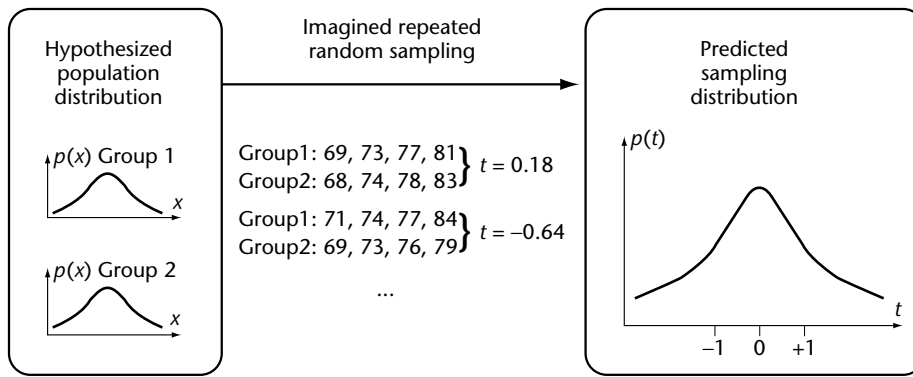 Hypothesized
population
distribution
p(x) Group 1
x
p(x) Group 2
x
Imagined repeated
random sampling
Group1: 69, 73, 77, 81
Group2: 68, 74, 78, 83
} t = 0.18
Group1: 71, 74, 77, 84
Group2: 69, 73, 76, 79
} t = –0.64
...
Predicted
sampling
distribution
p(t)
t
–1 0 +1